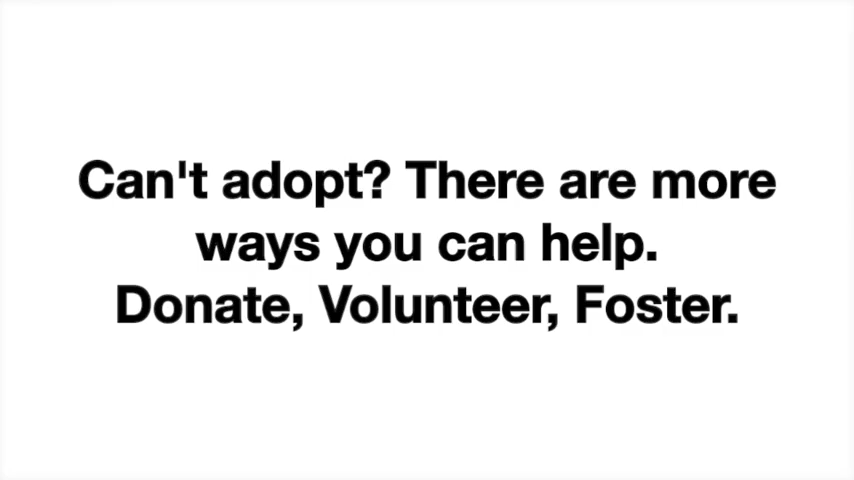 Can't adopt? There are more
ways you can help.
Donate, Volunteer, Foster.